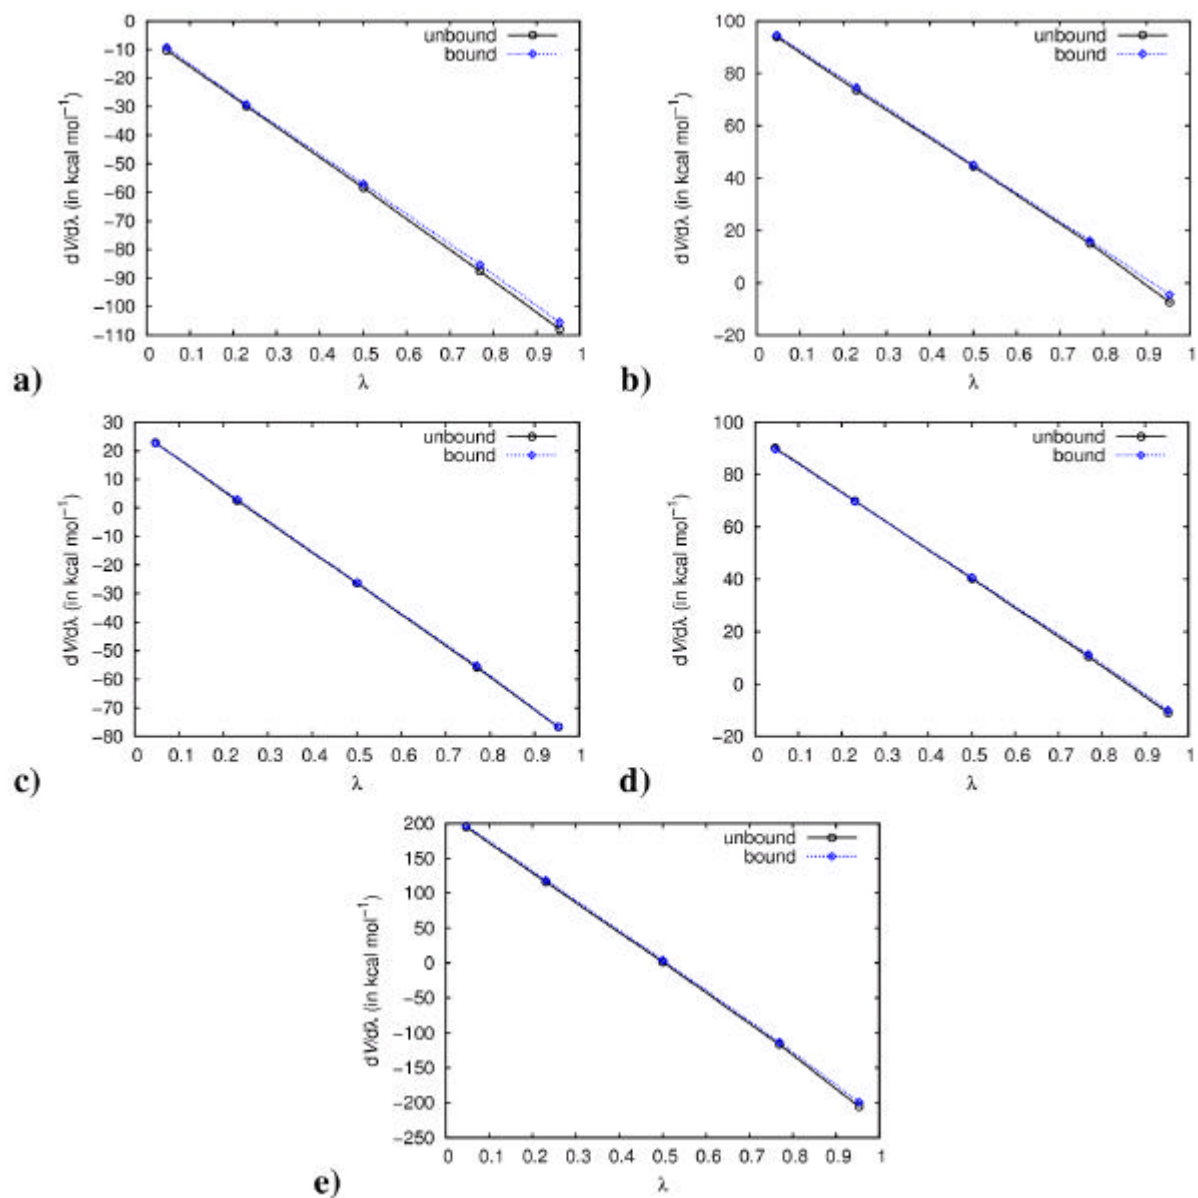 0
−10
−20
−30
−40
−50
−60
−70
−80
−90
−100
−110
dV/dλ (in kcal mol−1)
unbound
bound
0 0.1 0.2 0.3 0.4 0.5 0.6 0.7 0.8 0.9 1
λ
a)
100
80
60
40
20
0
−20
dV/dλ (in kcal mol−1)
unbound
bound
0 0.1 0.2 0.3 0.4 0.5 0.6 0.7 0.8 0.9 1
λ
b)
30
20
10
0
−10
−20
−30
−40
−50
−60
−70
−80
dV/dλ (in kcal mol−1)
unbound
bound
0 0.1 0.2 0.3 0.4 0.5 0.6 0.7 0.8 0.9 1
λ
c)
100
80
60
40
20
0
−20
dV/dλ (in kcal mol−1)
unbound
bound
0 0.1 0.2 0.3 0.4 0.5 0.6 0.7 0.8 0.9 1
λ
d)
200
150
100
50
0
−50
−100
−150
−200
−250
dV/dλ (in kcal mol−1)
unbound
bound
0 0.1 0.2 0.3 0.4 0.5 0.6 0.7 0.8 0.9 1
λ
e)